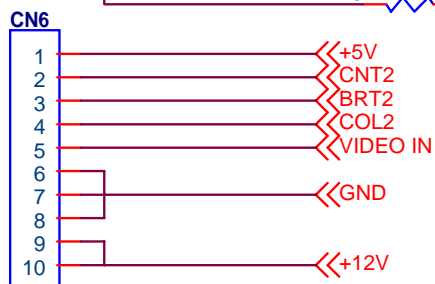 CN6
1 +5V
2 CNT2
3 BRT2
4 COL2
5 VIDEO IN
6
7 GND
8
9
10 +12V